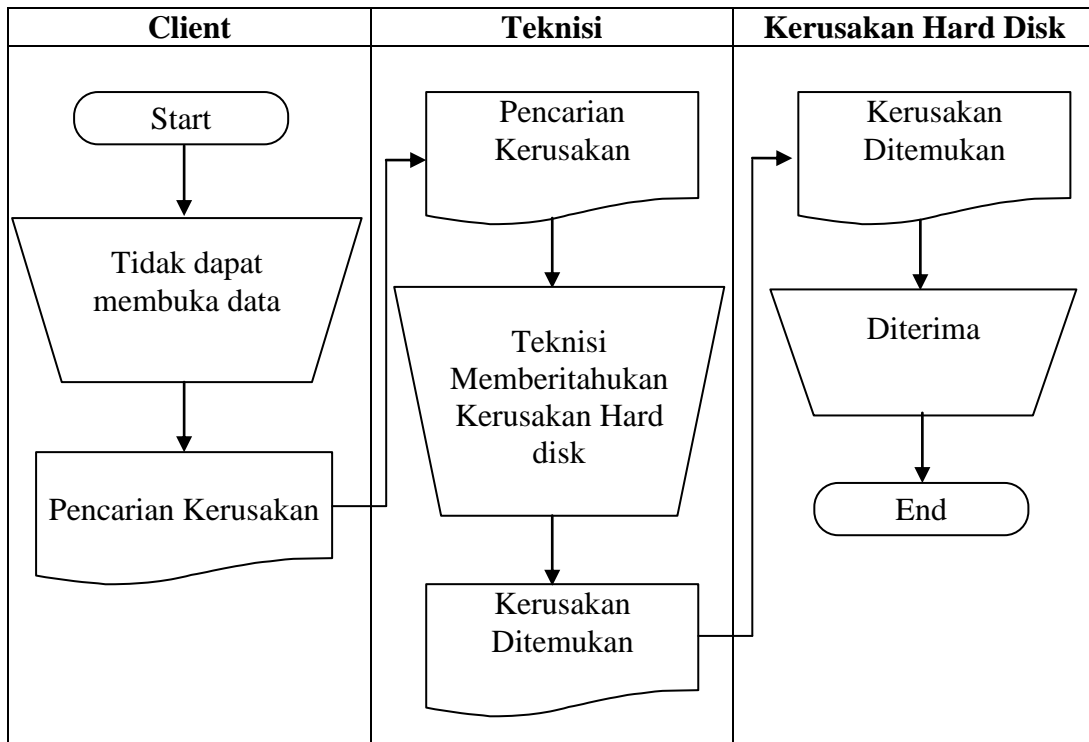 Client
Teknisi
Kerusakan Hard Disk
Start
Tidak dapat
membuka data
Pencarian Kerusakan
Pencarian
Kerusakan
Teknisi
Memberitahukan
Kerusakan Hard
disk
Kerusakan
Ditemukan
Kerusakan
Ditemukan
Diterima
End